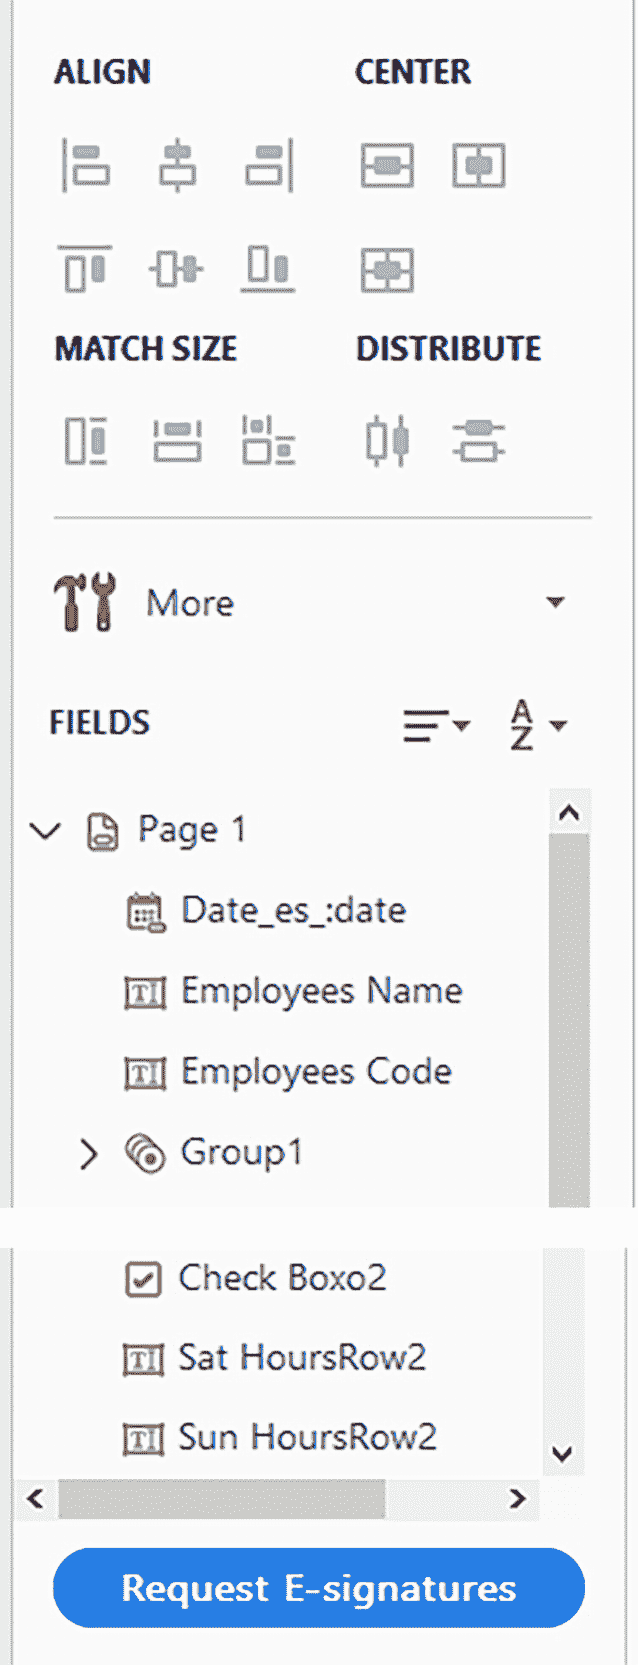 ALIGN CENTER
MATCH SIZE DISTRIBUTE
More
FIELDS A Z
Page 1
Date_es_:date
Employees Name
Employees Code
Group1
Check Boxo2
Sat HoursRow2
Sun HoursRow2
Request E-signatures